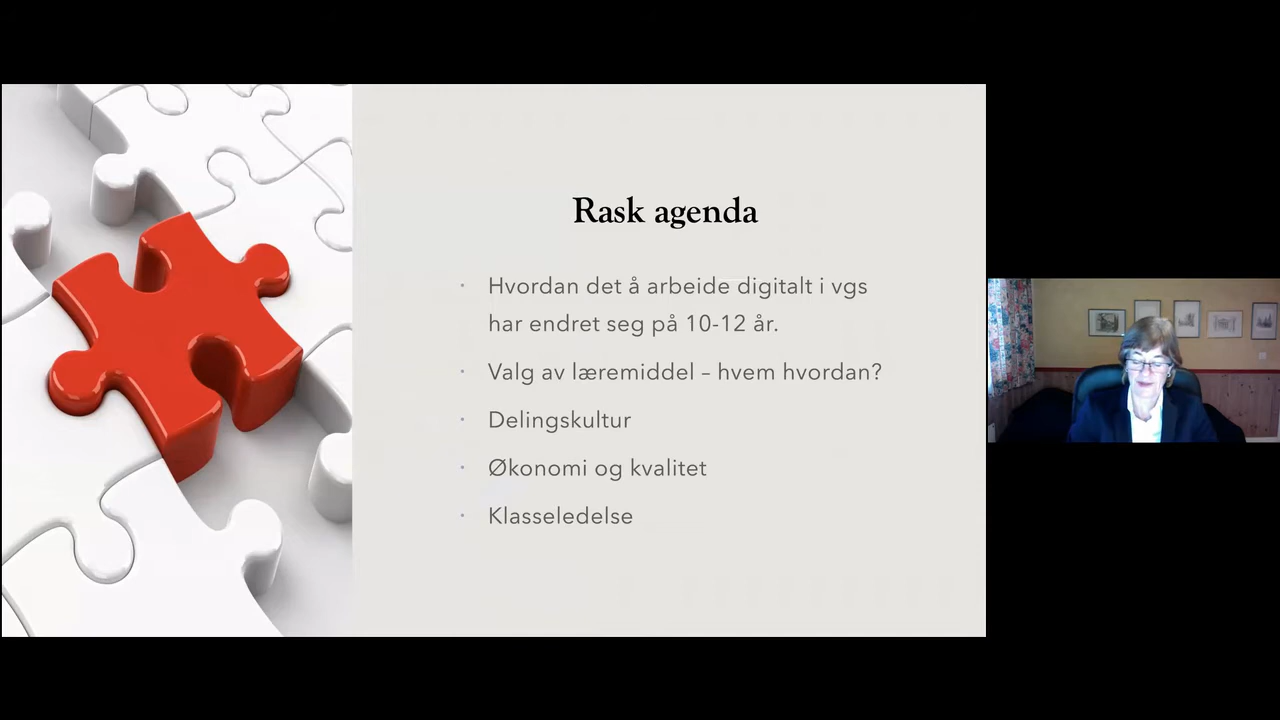 Rask agenda
· Hvordan det å arbeide digitalt i vgs
har endret seg på 10-12 år.
· Valg av læremiddel – hvem hvordan?
· Delingskultur
· Økonomi og kvalitet
· Klasseledelse